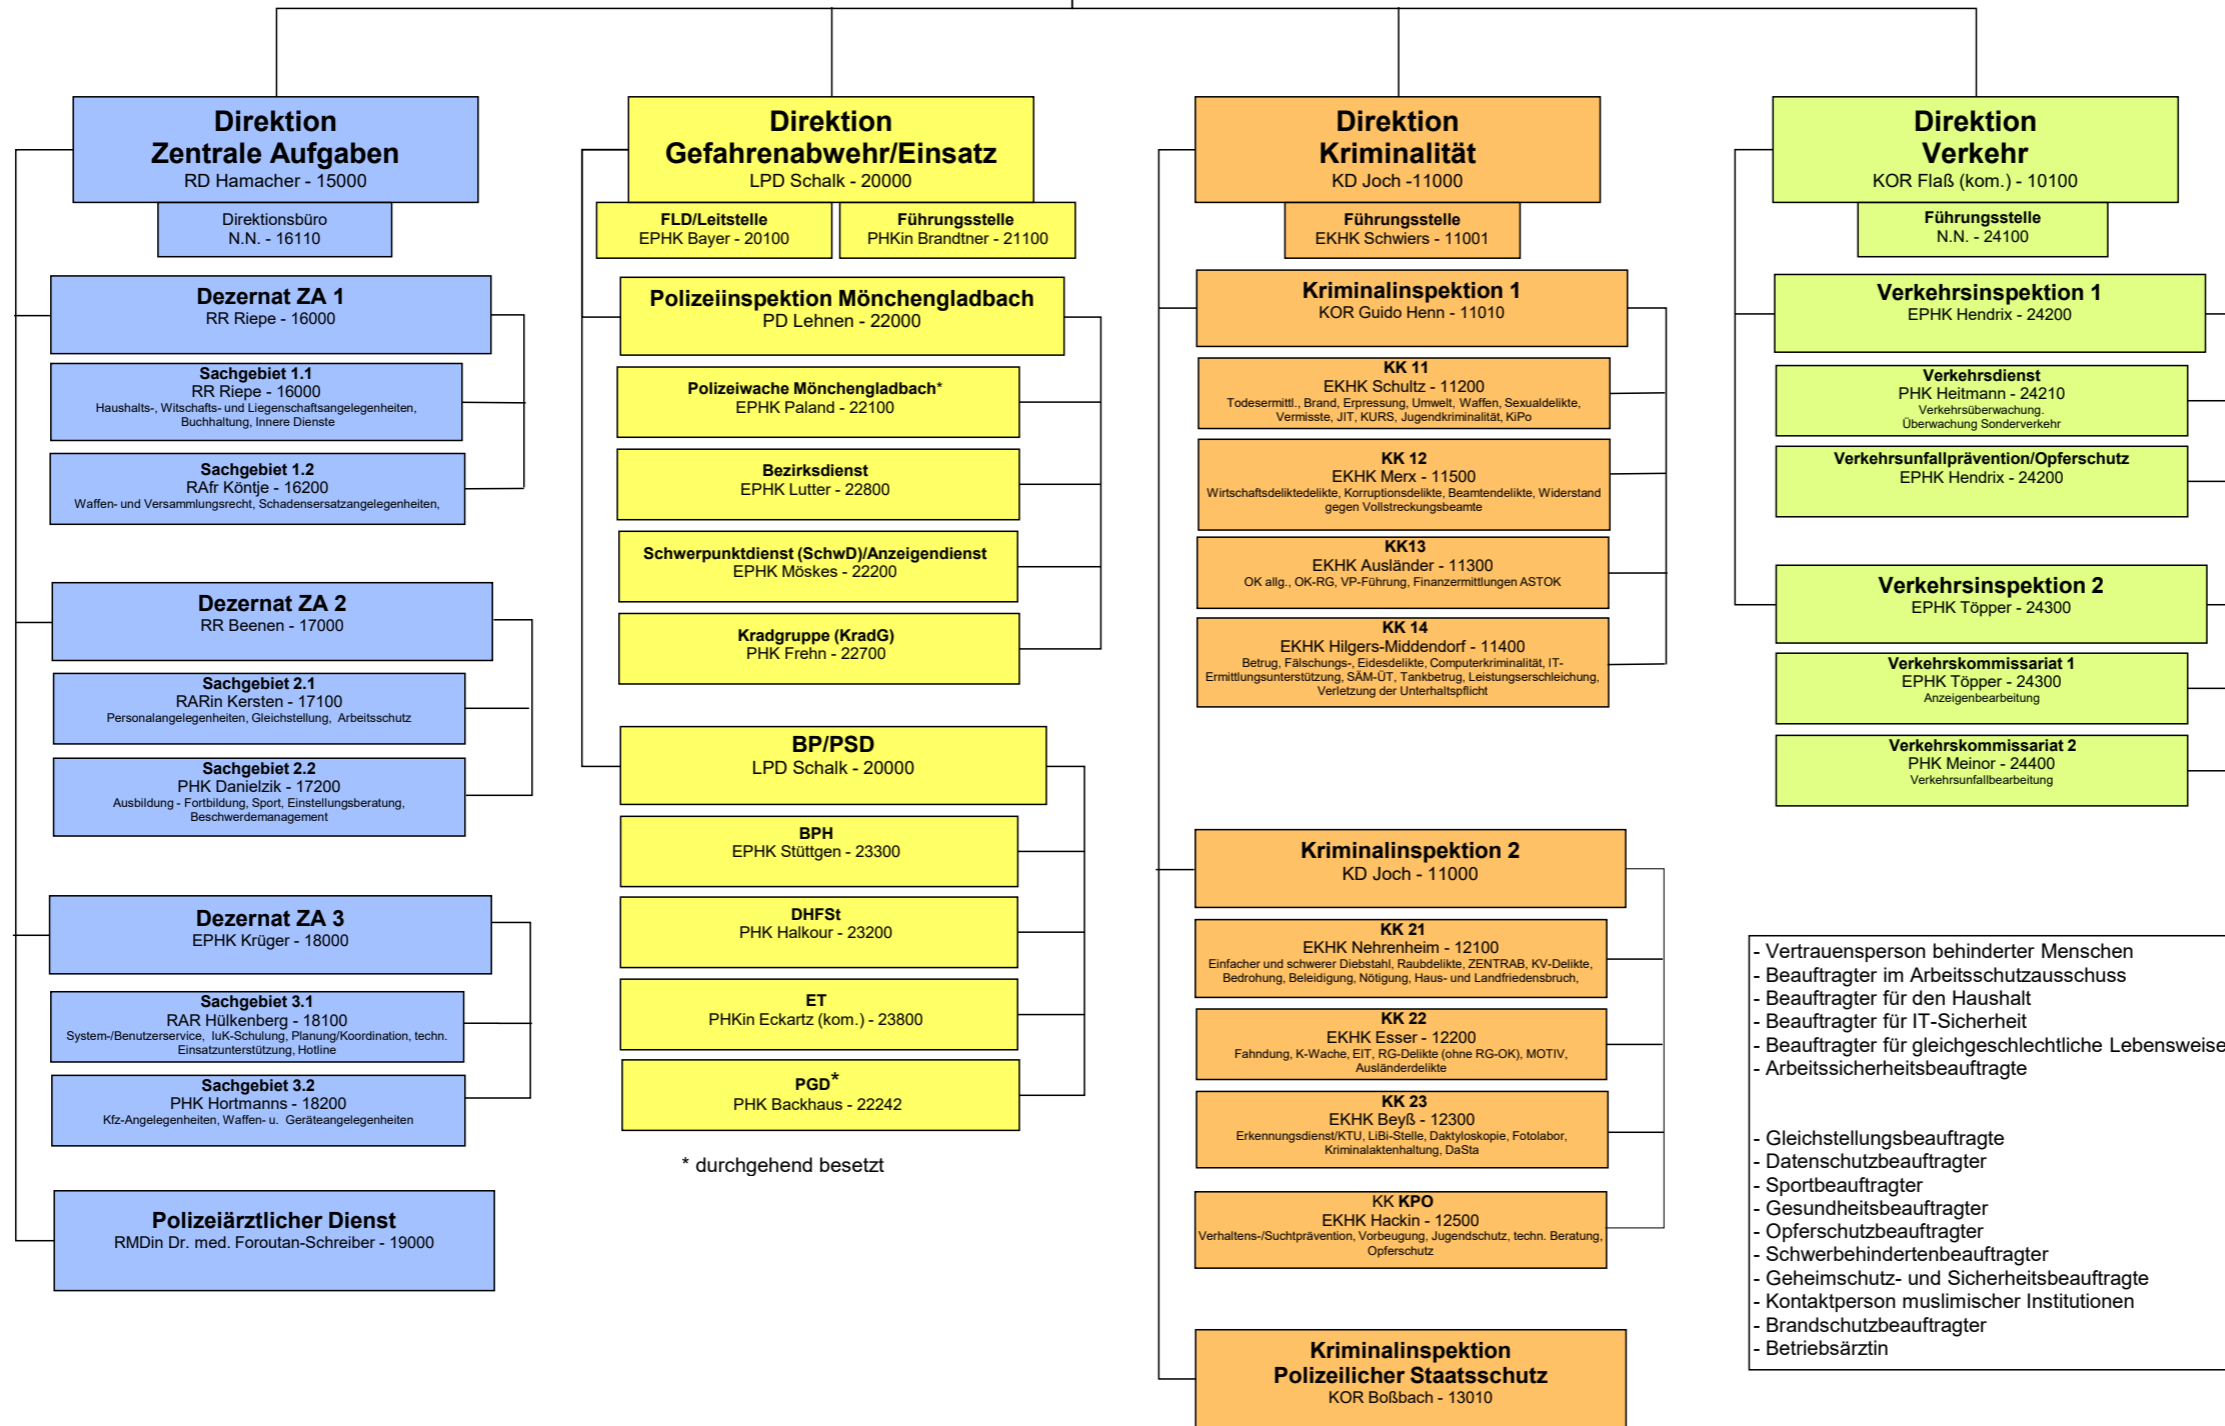 Direktion
Zentrale Aufgaben
RD Hamacher - 15000
Direktionsbüro
N.N. - 16110
Dezernat ZA 1
RR Riepe - 16000
Sachgebiet 1.1
RR Riepe - 16000
Haushalts-, Witschafts- und Liegenschaftsangelegenheiten,
Buchhaltung, Innere Dienste
Sachgebiet 1.2
RAfr Köntje - 16200
Waffen- und Versammlungsrecht, Schadensersatzangelegenheiten,
Dezernat ZA 2
RR Beenen - 17000
Sachgebiet 2.1
RARin Kersten - 17100
Personalangelegenheiten, Gleichstellung, Arbeitsschutz
Sachgebiet 2.2
PHK Danielzik - 17200
Ausbildung - Fortbildung, Sport, Einstellungsberatung,
Beschwerdemanagement
Dezernat ZA 3
EPHK Krüger - 18000
Sachgebiet 3.1
RAR Hülkenberg - 18100
System-/Benutzerservice, IuK-Schulung, Planung/Koordination, techn.
Einsatzunterstützung, Hotline
Sachgebiet 3.2
PHK Hortmanns - 18200
Kfz-Angelegenheiten, Waffen- u. Geräteangelegenheiten
Polizeiärztlicher Dienst
RMDin Dr. med. Foroutan-Schreiber - 19000
Direktion
Gefahrenabwehr/Einsatz
LPD Schalk - 20000
FLD/Leitstelle
EPHK Bayer - 20100
Führungsstelle
PHKin Brandtner - 21100
Polizeiinspektion Mönchengladbach
PD Lehnen - 22000
Polizeiwache Mönchengladbach*
EPHK Paland - 22100
Bezirksdienst
EPHK Lutter - 22800
Schwerpunktdienst (SchwD)/Anzeigendienst
EPHK Möskes - 22200
Kradgruppe (KradG)
PHK Frehn - 22700
BP/PSD
LPD Schalk - 20000
BPH
EPHK Stüttgen - 23300
DHFSt
PHK Halkour - 23200
ET
PHKin Eckartz (kom.) - 23800
PGD*
PHK Backhaus - 22242
* durchgehend besetzt
Direktion
Kriminalität
KD Joch -11000
Führungsstelle
EKHK Schwiers - 11001
Kriminalinspektion 1
KOR Guido Henn - 11010
KK 11
EKHK Schultz - 11200
Todesermittl., Brand, Erpressung, Umwelt, Waffen, Sexualdelikte,
Vermisste, JIT, KURS, Jugendkriminalität, KiPo
KK 12
EKHK Merx - 11500
Wirtschaftsdeliktedelikte, Korruptionsdelikte, Beamtendelikte, Widerstand
gegen Vollstreckungsbeamte
KK13
EKHK Ausländer - 11300
OK allg., OK-RG, VP-Führung, Finanzermittlungen ASTOK
KK 14
EKHK Hilgers-Middendorf - 11400
Betrug, Fälschungs-, Eidesdelikte, Computerkriminalität, IT-
Ermittlungsunterstützung, SÄM-ÜT, Tankbetrug, Leistungserschleichung,
Verletzung der Unterhaltspflicht
Kriminalinspektion 2
KD Joch - 11000
KK 21
EKHK Nehrenheim - 12100
Einfacher und schwerer Diebstahl, Raubdelikte, ZENTRAB, KV-Delikte,
Bedrohung, Beleidigung, Nötigung, Haus- und Landfriedensbruch,
KK 22
EKHK Esser - 12200
Fahndung, K-Wache, EIT, RG-Delikte (ohne RG-OK), MOTIV,
Ausländerdelikte
KK 23
EKHK Beyß - 12300
Erkennungsdienst/KTU, LiBi-Stelle, Daktyloskopie, Fotolabor,
Kriminalaktenhaltung, DaSta
KK KPO
EKHK Hackin - 12500
Verhaltens-/Suchtprävention, Vorbeugung, Jugendschutz, techn. Beratung,
Opferschutz
Kriminalinspektion
Polizeilicher Staatsschutz
KOR Boßbach - 13010
Direktion
Verkehr
KOR Flaß (kom.) - 10100
Führungsstelle
N.N. - 24100
Verkehrsinspektion 1
EPHK Hendrix - 24200
Verkehrsdienst
PHK Heitmann - 24210
Verkehrsüberwachung.
Überwachung Sonderverkehr
Verkehrsunfallprävention/Opferschutz
EPHK Hendrix - 24200
Verkehrsinspektion 2
EPHK Töpper - 24300
Verkehrskommissariat 1
EPHK Töpper - 24300
Anzeigenbearbeitung
Verkehrskommissariat 2
PHK Meinor - 24400
Verkehrsunfallbearbeitung
- Vertrauensperson behinderter Menschen
- Beauftragter im Arbeitsschutzausschuss
- Beauftragter für den Haushalt
- Beauftragter für IT-Sicherheit
- Beauftragter für gleichgeschlechtliche Lebensweise
- Arbeitssicherheitsbeauftragte
- Gleichstellungsbeauftragte
- Datenschutzbeauftragter
- Sportbeauftragter
- Gesundheitsbeauftragter
- Opferschutzbeauftragter
- Schwerbehindertenbeauftragter
- Geheimschutz- und Sicherheitsbeauftragte
- Kontaktperson muslimischer Institutionen
- Brandschutzbeauftragter
- Betriebsärztin